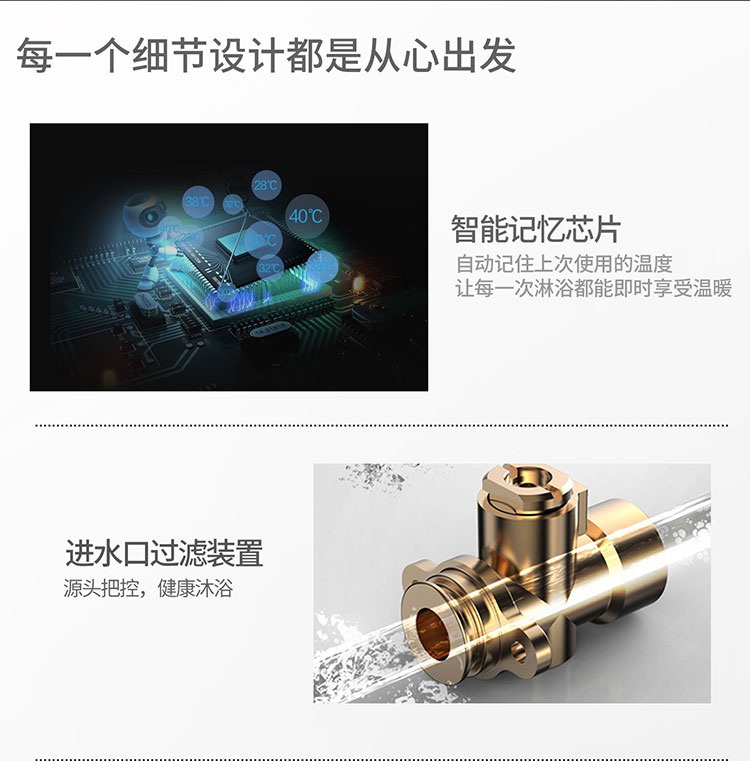 每一个细节设计都是从心出发
28℃
38℃
32℃
40℃
32℃
智能记忆芯片
自动记住上次使用的温度
让每一次淋浴都能即时享受温暖
进水口过滤装置
源头把控，健康沐浴